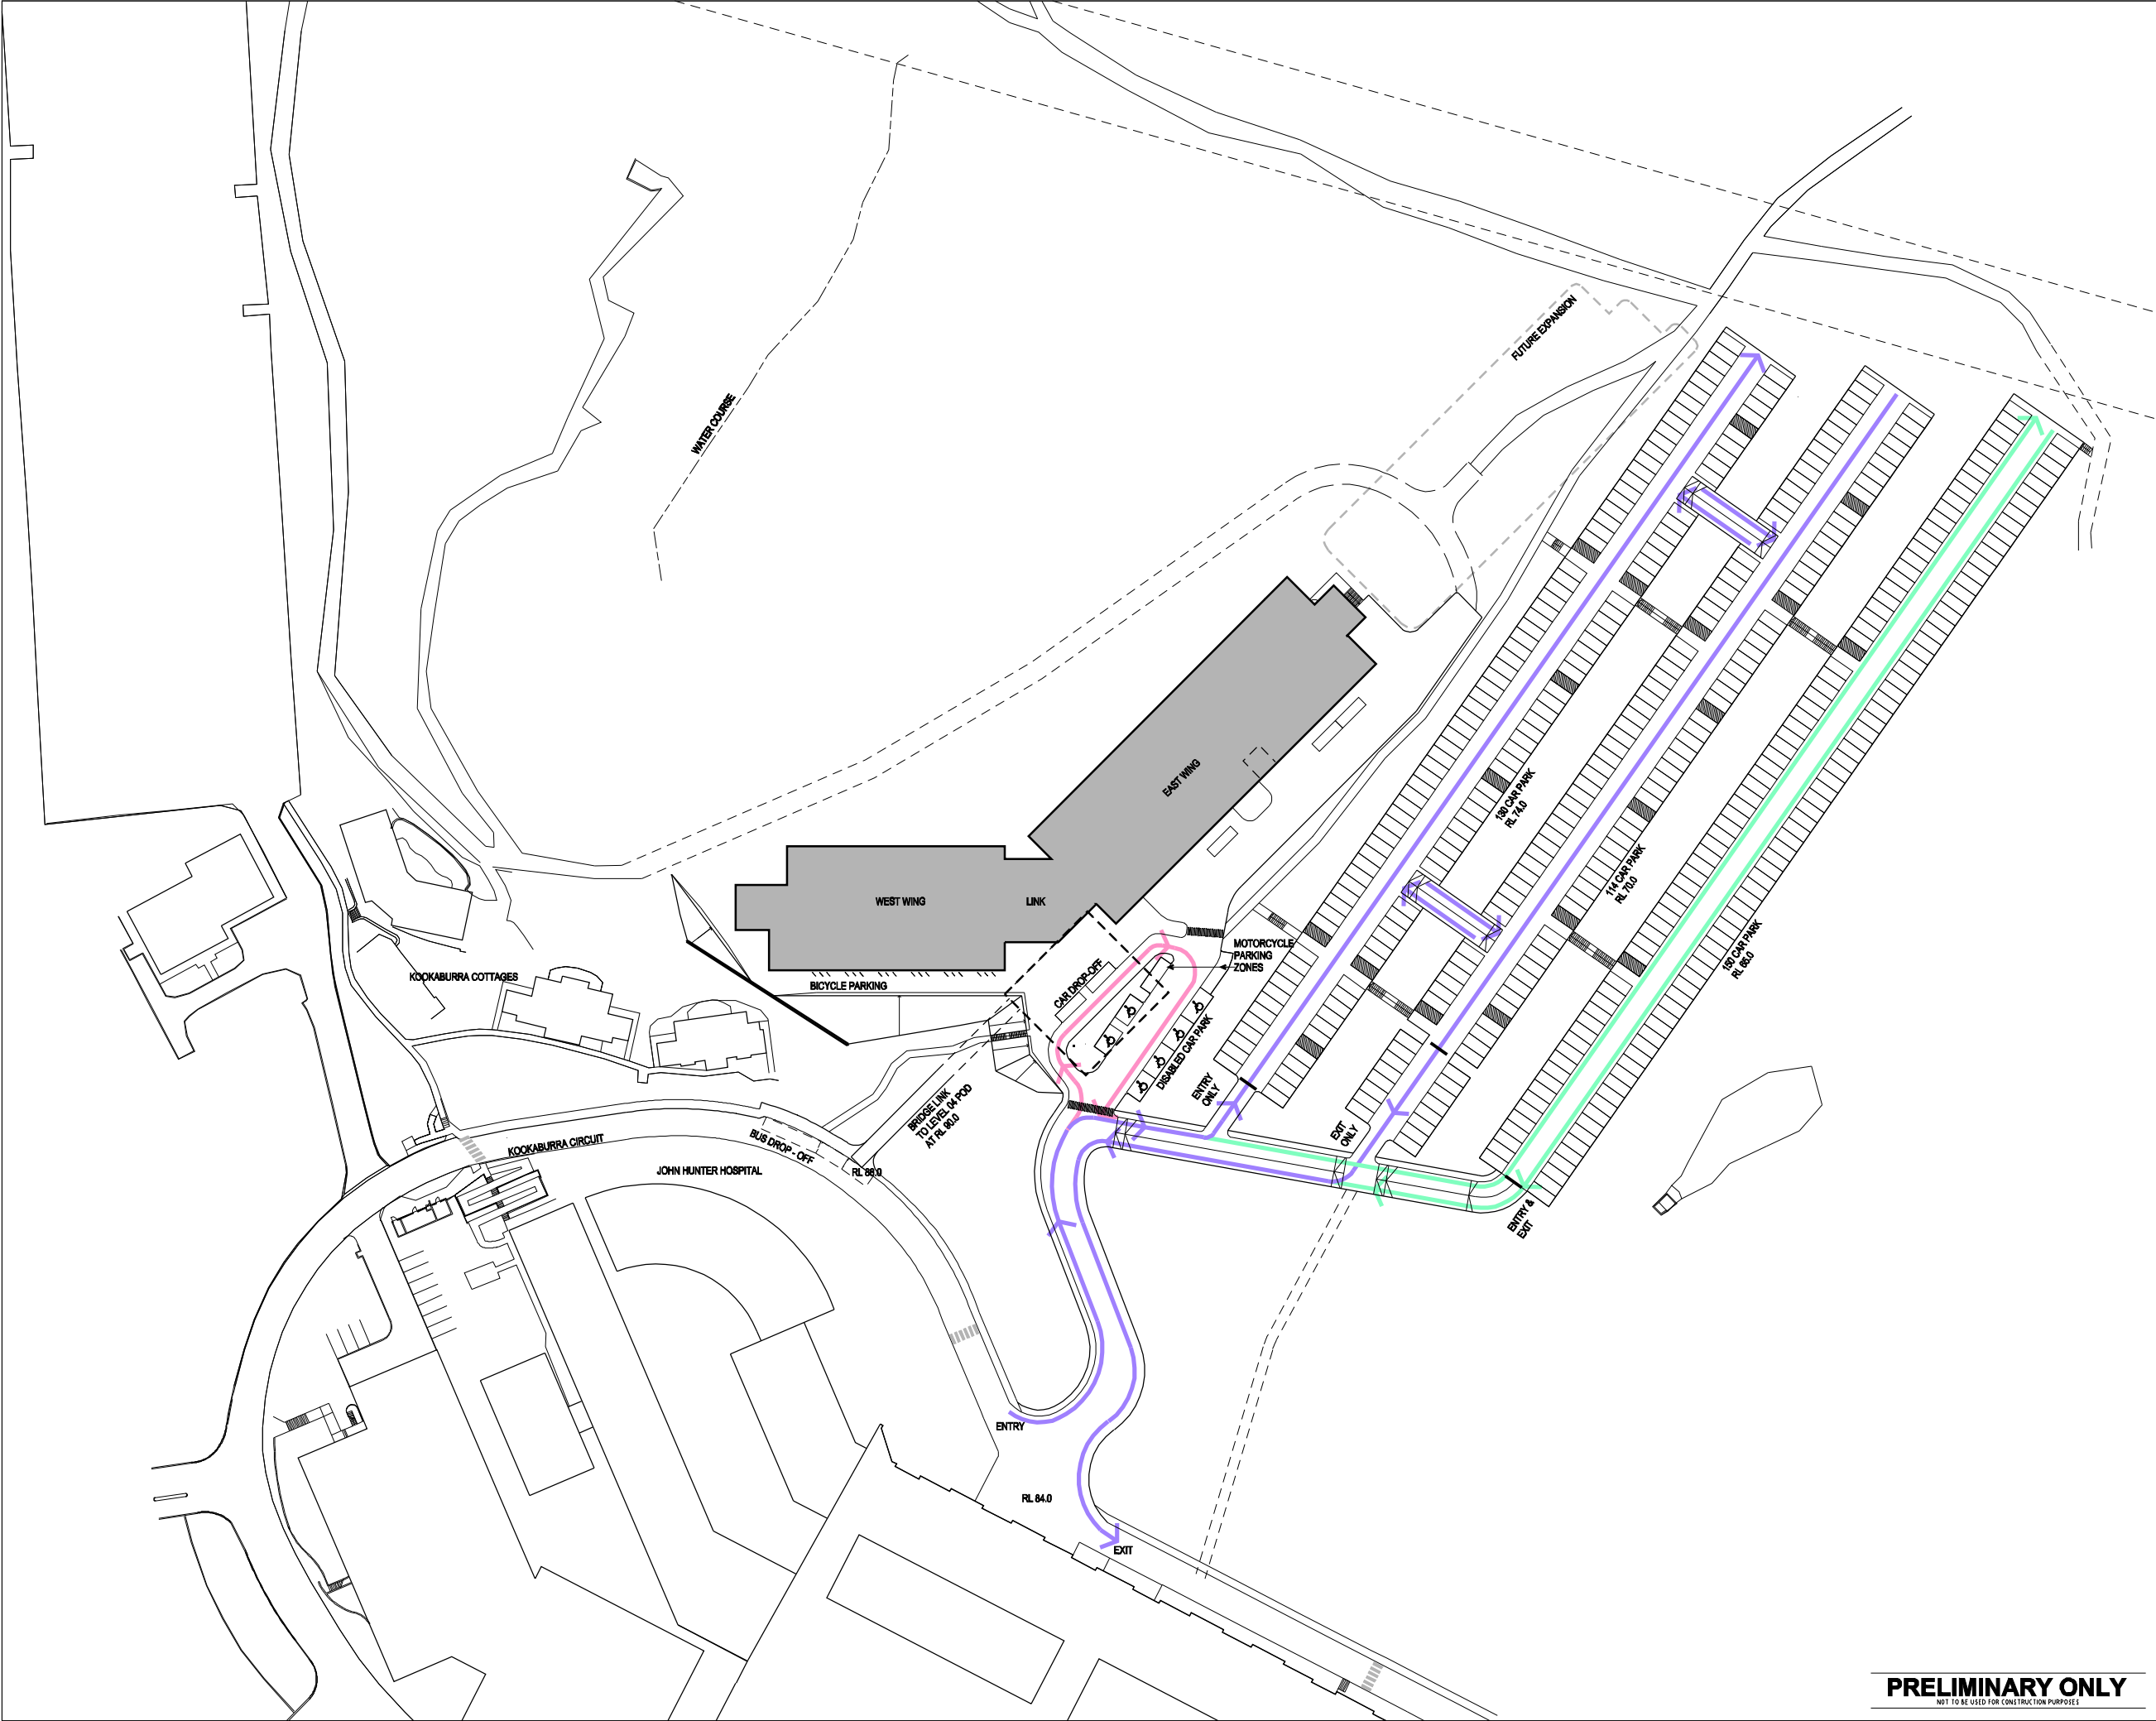 FUTURE EXPANSION
WATER COURSE
EAST WING
WEST WING
LINK
130 CAR PARK
RL 74.0
114 CAR PARK
RL 70.0
150 CAR PARK
RL 66.0
MOTORCYCLE
PARKING
ZONES
CAR DROP-OFF
KOOKABURRA COTTAGES
BICYCLE PARKING
DISABLED CAR PARK
ENTRY
ONLY
BRIDGE LINK
TO LEVEL 04 POD
AT RL 90.0
EXIT
ONLY
KOOKABURRA CIRCUIT
BUS DROP - OFF
JOHN HUNTER HOSPITAL
RL 88.0
ENTRY &
EXIT
ENTRY
RL 84.0
EXIT
PRELIMINARY ONLY
NOT TO BE USED FOR CONSTRUCTION PURPOSES